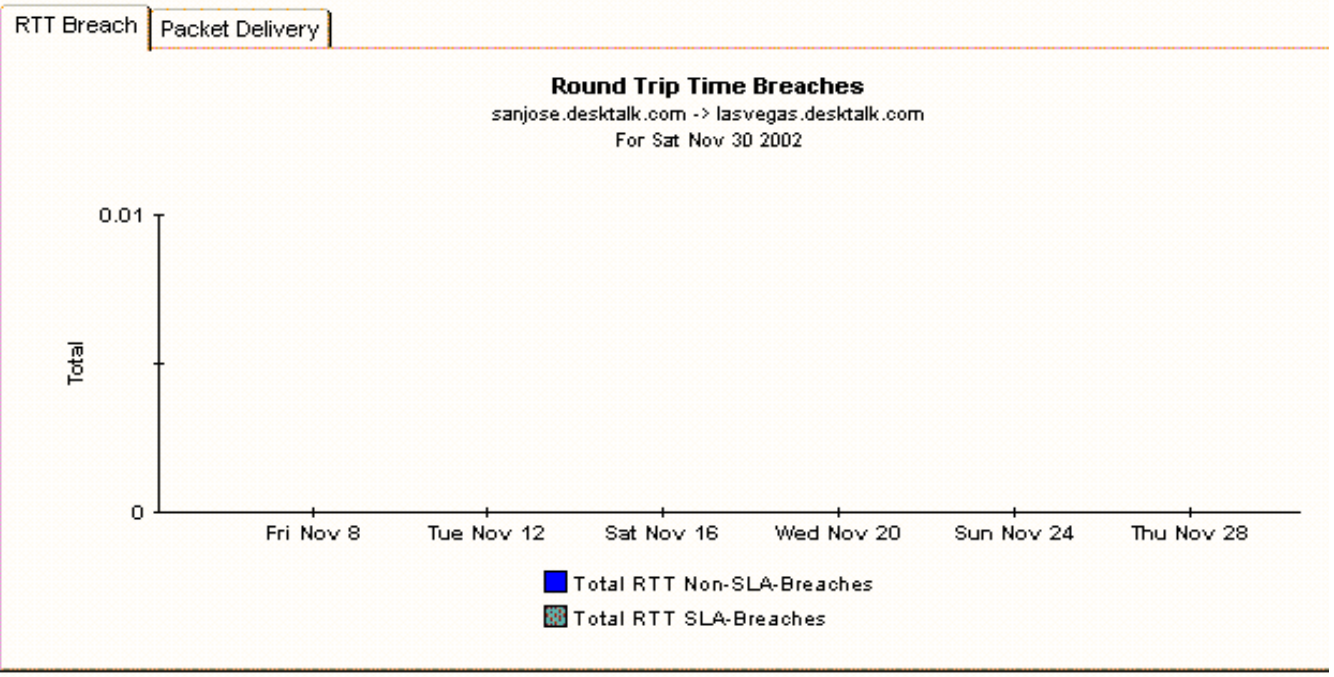 RTT Breach
Packet Delivery
Round Trip Time Breaches
sanjose.desktalk.com -> lasvegas.desktalk.com
For Sat Nov 30 2002
0.01
Total
0
Fri Nov 8 Tue Nov 12 Sat Nov 16 Wed Nov 20 Sun Nov 24 Thu Nov 28
Total RTT Non-SLA-Breaches
Total RTT SLA-Breaches